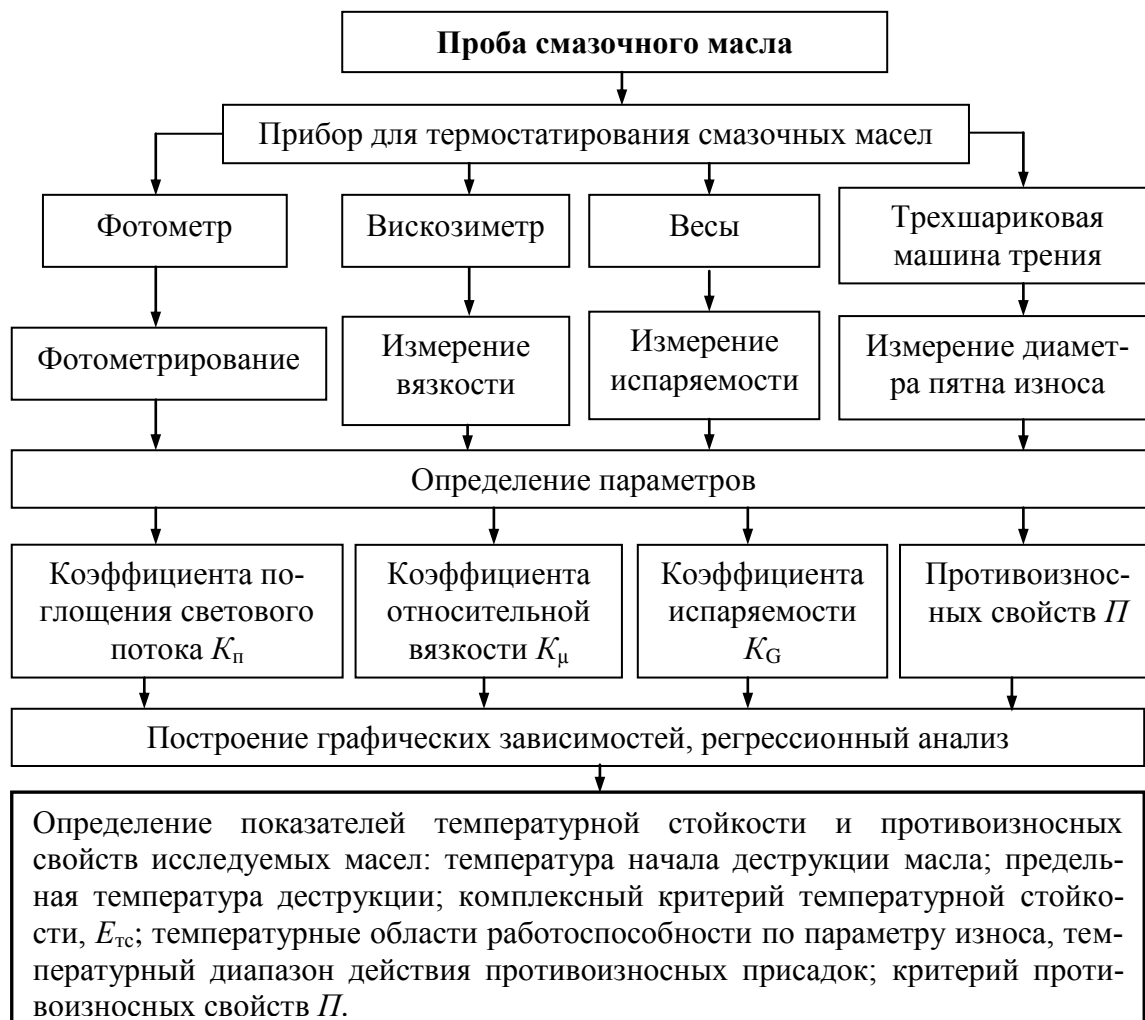 Проба смазочного масла
Прибор для термостатирования смазочных масел
Фотометр
Вискозиметр
Весы
Трехшариковая
машина трения
Фотометрирование
Измерение
вязкости
Измерение
испаряемости
Измерение диамет-
ра пятна износа
Определение параметров
Коэффициента по-
глощения светового
потока Kп
Коэффициента
относительной
вязкости Kμ
Коэффициента
испаряемости
KG
Противоизнос-
ных свойств П
Построение графических зависимостей, регрессионный анализ
Определение показателей температурной стойкости и противоизносных
свойств исследуемых масел: температура начала деструкции масла; предель-
ная температура деструкции; комплексный критерий температурной стойко-
сти, Eтс; температурные области работоспособности по параметру износа, тем-
пературный диапазон действия противоизносных присадок; критерий проти-
воизносных свойств П.